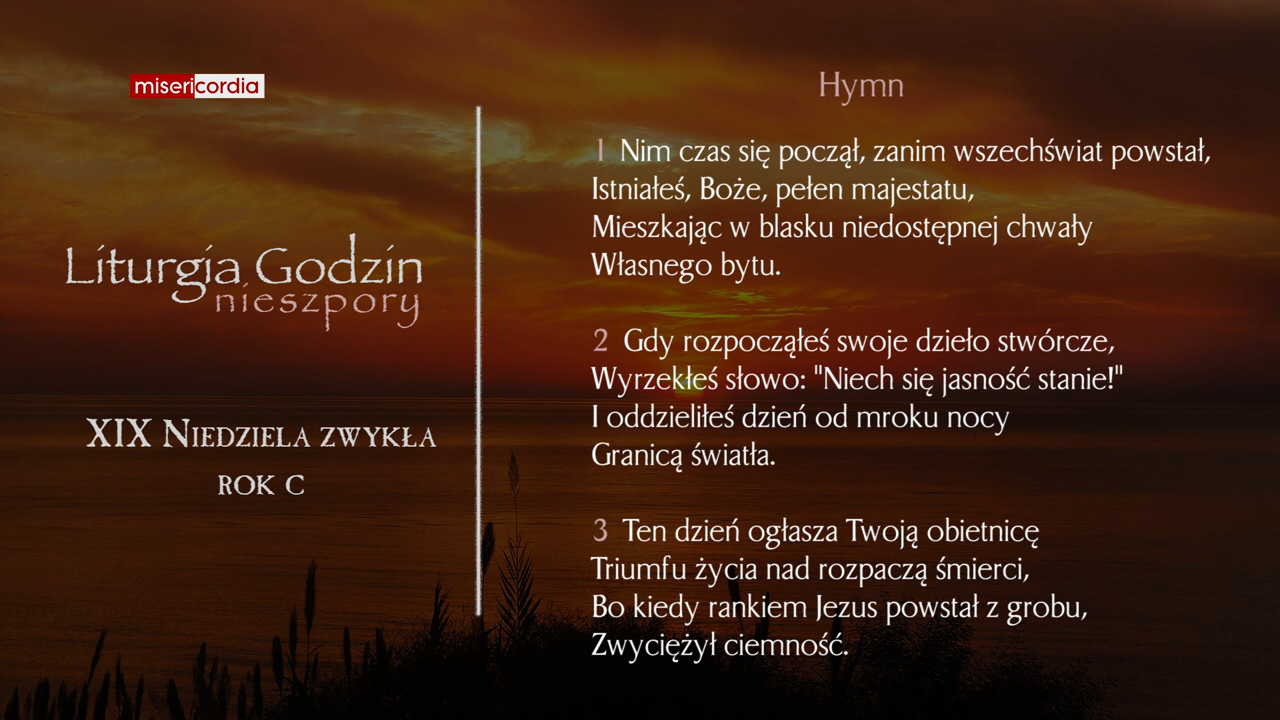 misericordia
Liturgia Godzin
nieszpory
XIX Niedziela zwykła
rok C
Hymn
1 Nim czas się począł, zanim wszechświat powstał,
Istniałeś, Boże, pełen majestatu,
Mieszkając w blasku niedostępnej chwały
Własnego bytu.
2 Gdy rozpocząłeś swoje dzieło stwórcze,
Wyrzekłeś słowo: "Niech się jasność stanie!"
I oddzieliłeś dzień od mroku nocy
Granicą światła.
3 Ten dzień ogłasza Twoją obietnicę
Triumfu życia nad rozpaczą śmierci,
Bo kiedy rankiem Jezus powstał z grobu,
Zwyciężył ciemność.